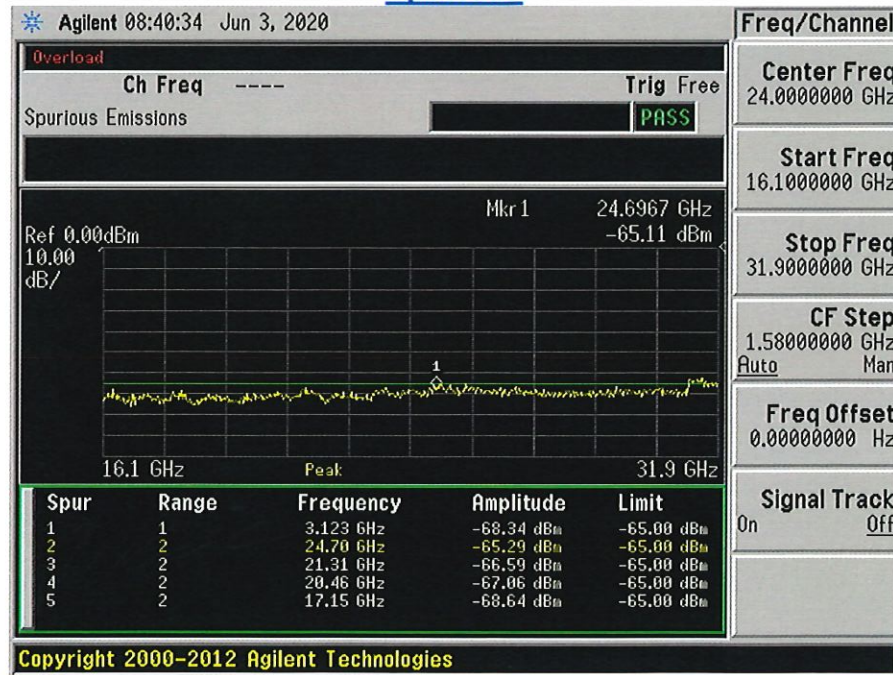 Agilent 08:40:34 Jun 3, 2020
Freq/Channel
Overload
Ch Freq ---- Trig Free
Spurious Emissions PASS
Mkr 1 24.6967 GHz
Ref 0.00dBm -65.11 dBm
10.00
dB/
1
16.1 GHz Peak 31.9 GHz
Spur Range Frequency Amplitude Limit
1 1 3.123 GHz -68.34 dBm -65.00 dBm
2 2 24.70 GHz -65.29 dBm -65.00 dBm
3 2 21.31 GHz -66.59 dBm -65.00 dBm
4 2 20.46 GHz -67.06 dBm -65.00 dBm
5 2 17.15 GHz -68.64 dBm -65.00 dBm
Center Freq
24.0000000 GHz
Start Freq
16.1000000 GHz
Stop Freq
31.9000000 GHz
CF Step
1.58000000 GHz
Auto Man
Freq Offset
0.00000000 Hz
Signal Track
On Off
Copyright 2000-2012 Agilent Technologies